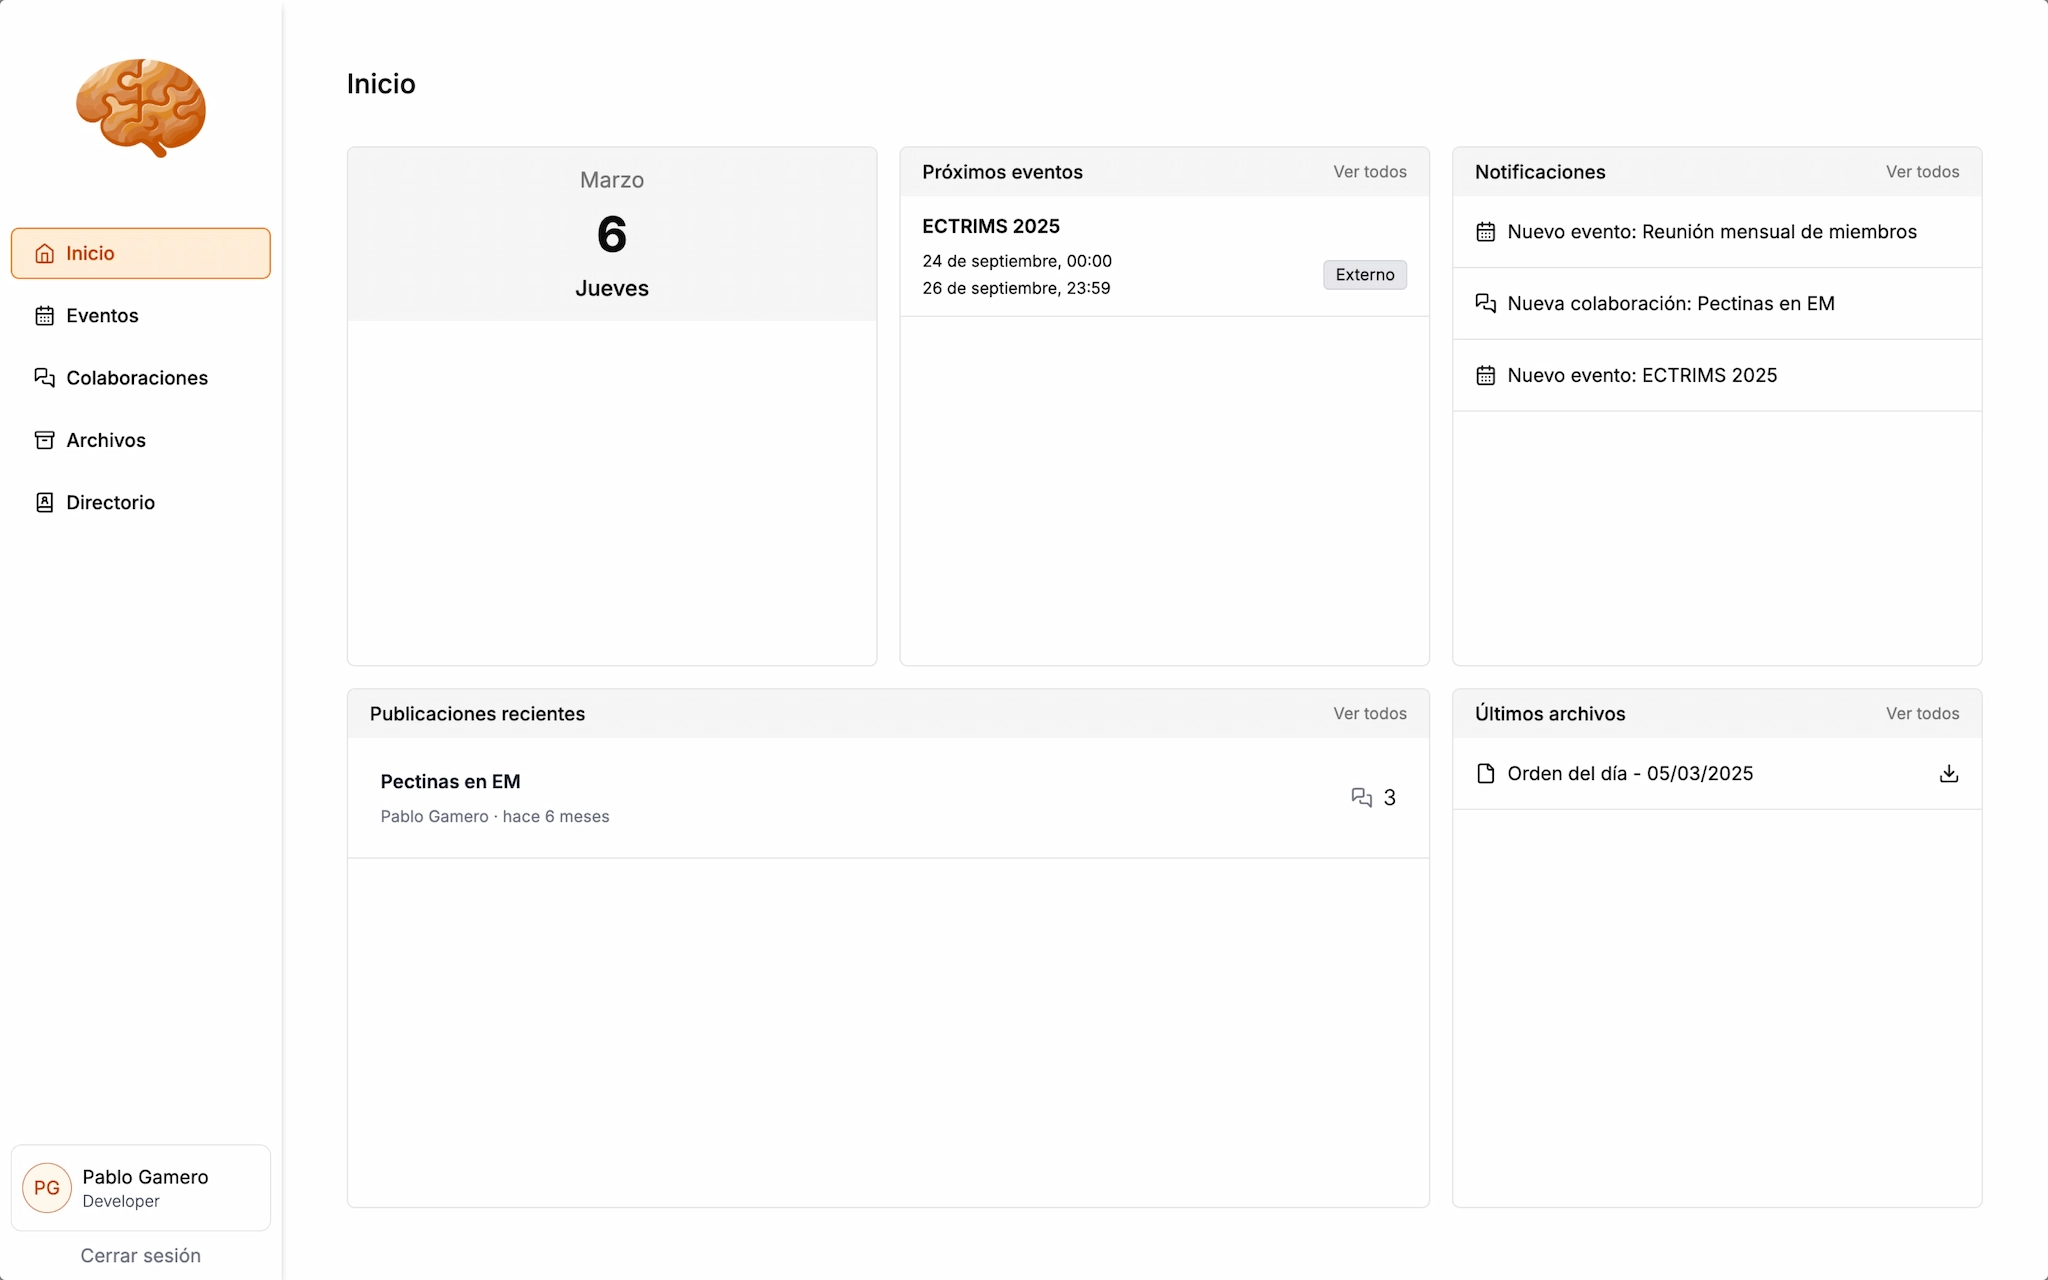 Inicio
Eventos
Colaboraciones
Archivos
Directorio
PG
Pablo Gamero
Developer
Cerrar sesión
Inicio
Marzo
6
Jueves
Próximos eventos
Ver todos
ECTRIMS 2025
24 de septiembre, 00:00
26 de septiembre, 23:59
Externo
Notificaciones
Ver todos
Nuevo evento: Reunión mensual de miembros
Nueva colaboración: Pectinas en EM
Nuevo evento: ECTRIMS 2025
Publicaciones recientes
Ver todos
Pectinas en EM
Pablo Gamero · hace 6 meses
3
Últimos archivos
Ver todos
Orden del día - 05/03/2025